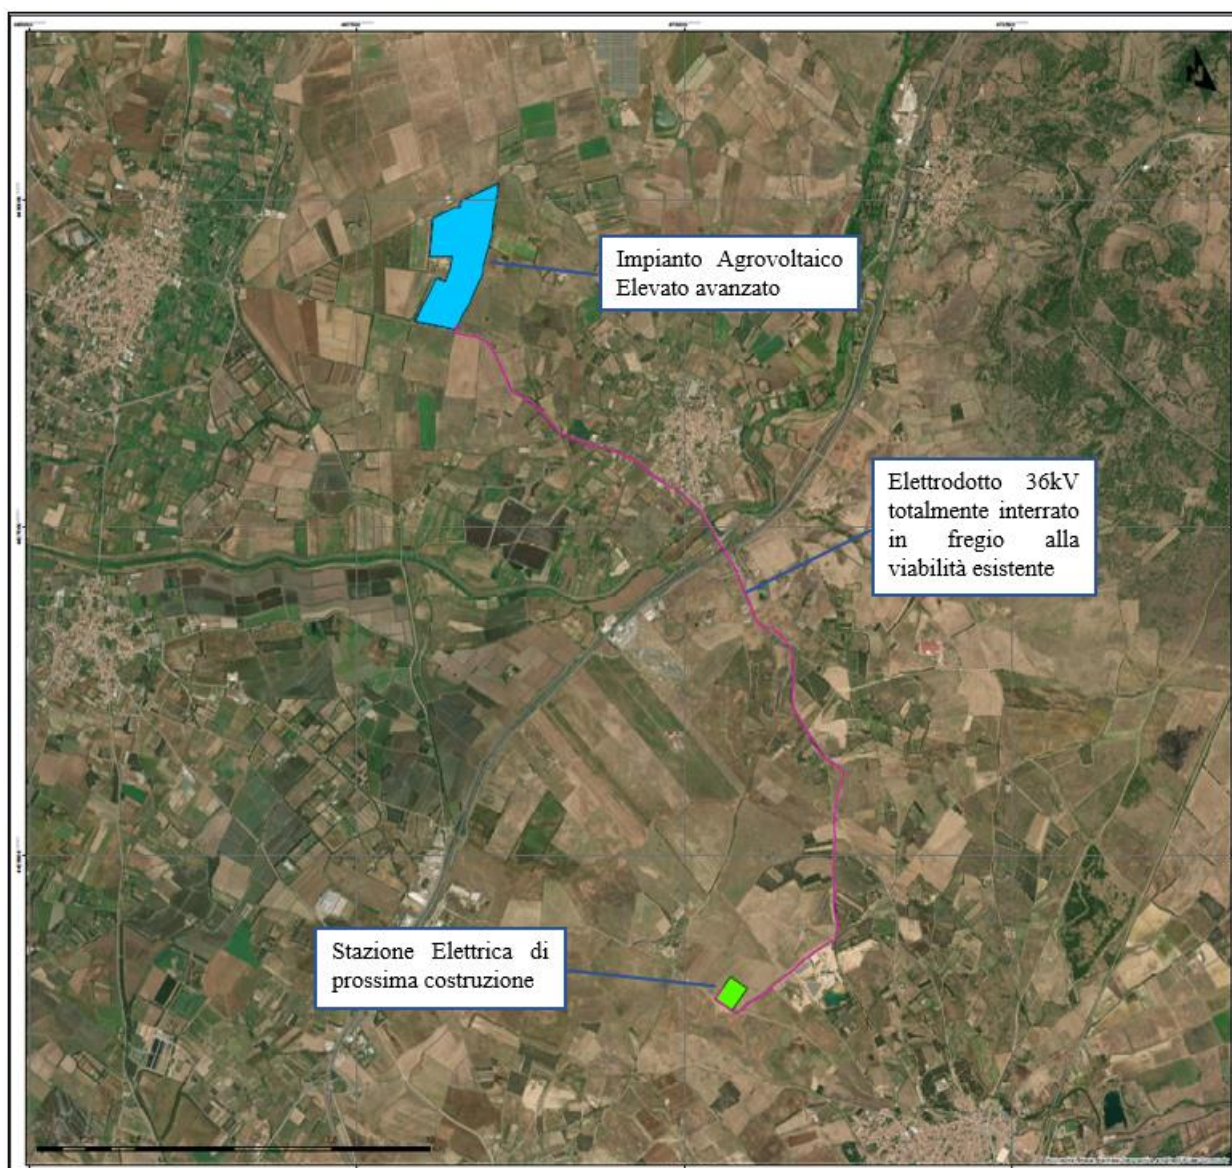 Impianto Agrovoltaico
Elevato avanzato
Elettrodotto 36kV
totalmente interrato
in fregio alla
viabilità esistente
Stazione Elettrica di
prossima costruzione